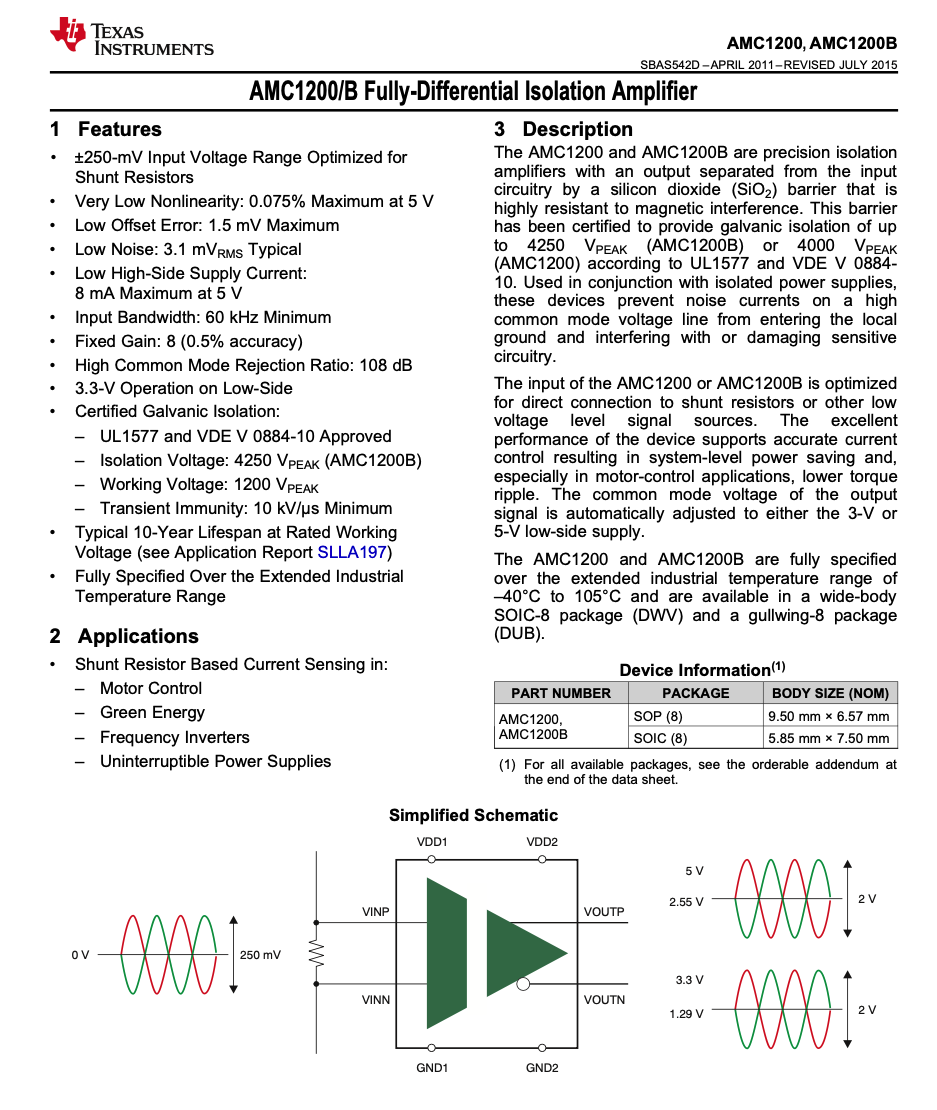 TEXAS
INSTRUMENTS
AMC1200, AMC1200B
SBAS542D – APRIL 2011 – REVISED JULY 2015
AMC1200/B Fully-Differential Isolation Amplifier
1 Features
• ±250-mV Input Voltage Range Optimized for
Shunt Resistors
• Very Low Nonlinearity: 0.075% Maximum at 5 V
• Low Offset Error: 1.5 mV Maximum
• Low Noise: 3.1 mVRMS Typical
• Low High-Side Supply Current:
8 mA Maximum at 5 V
• Input Bandwidth: 60 kHz Minimum
• Fixed Gain: 8 (0.5% accuracy)
• High Common Mode Rejection Ratio: 108 dB
• 3.3-V Operation on Low-Side
• Certified Galvanic Isolation:
– UL1577 and VDE V 0884-10 Approved
– Isolation Voltage: 4250 VPEAK (AMC1200B)
– Working Voltage: 1200 VPEAK
– Transient Immunity: 10 kV/µs Minimum
• Typical 10-Year Lifespan at Rated Working
Voltage (see Application Report SLLA197)
• Fully Specified Over the Extended Industrial
Temperature Range
2 Applications
• Shunt Resistor Based Current Sensing in:
– Motor Control
– Green Energy
– Frequency Inverters
– Uninterruptible Power Supplies
3 Description
The AMC1200 and AMC1200B are precision isolation
amplifiers with an output separated from the input
circuitry by a silicon dioxide (SiO2) barrier that is
highly resistant to magnetic interference. This barrier
has been certified to provide galvanic isolation of up
to 4250 VPEAK (AMC1200B) or 4000 VPEAK
(AMC1200) according to UL1577 and VDE V 0884-
10. Used in conjunction with isolated power supplies,
these devices prevent noise currents on a high
common mode voltage line from entering the local
ground and interfering with or damaging sensitive
circuitry.
The input of the AMC1200 or AMC1200B is optimized
for direct connection to shunt resistors or other low
voltage level signal sources. The excellent
performance of the device supports accurate current
control resulting in system-level power saving and,
especially in motor-control applications, lower torque
ripple. The common mode voltage of the output
signal is automatically adjusted to either the 3-V or
5-V low-side supply.
The AMC1200 and AMC1200B are fully specified
over the extended industrial temperature range of
–40°C to 105°C and are available in a wide-body
SOIC-8 package (DWV) and a gullwing-8 package
(DUB).
Device Information(1)
PART NUMBER PACKAGE BODY SIZE (NOM)
AMC1200, AMC1200B
SOP (8) 9.50 mm × 6.57 mm
SOIC (8) 5.85 mm × 7.50 mm
(1) For all available packages, see the orderable addendum at
the end of the data sheet.
Simplified Schematic
VDD1 VDD2
0 V
250 mV
VINP
VINN
VOUTP
VOUTN
GND1 GND2
5 V
2.55 V
2 V
3.3 V
1.29 V
2 V